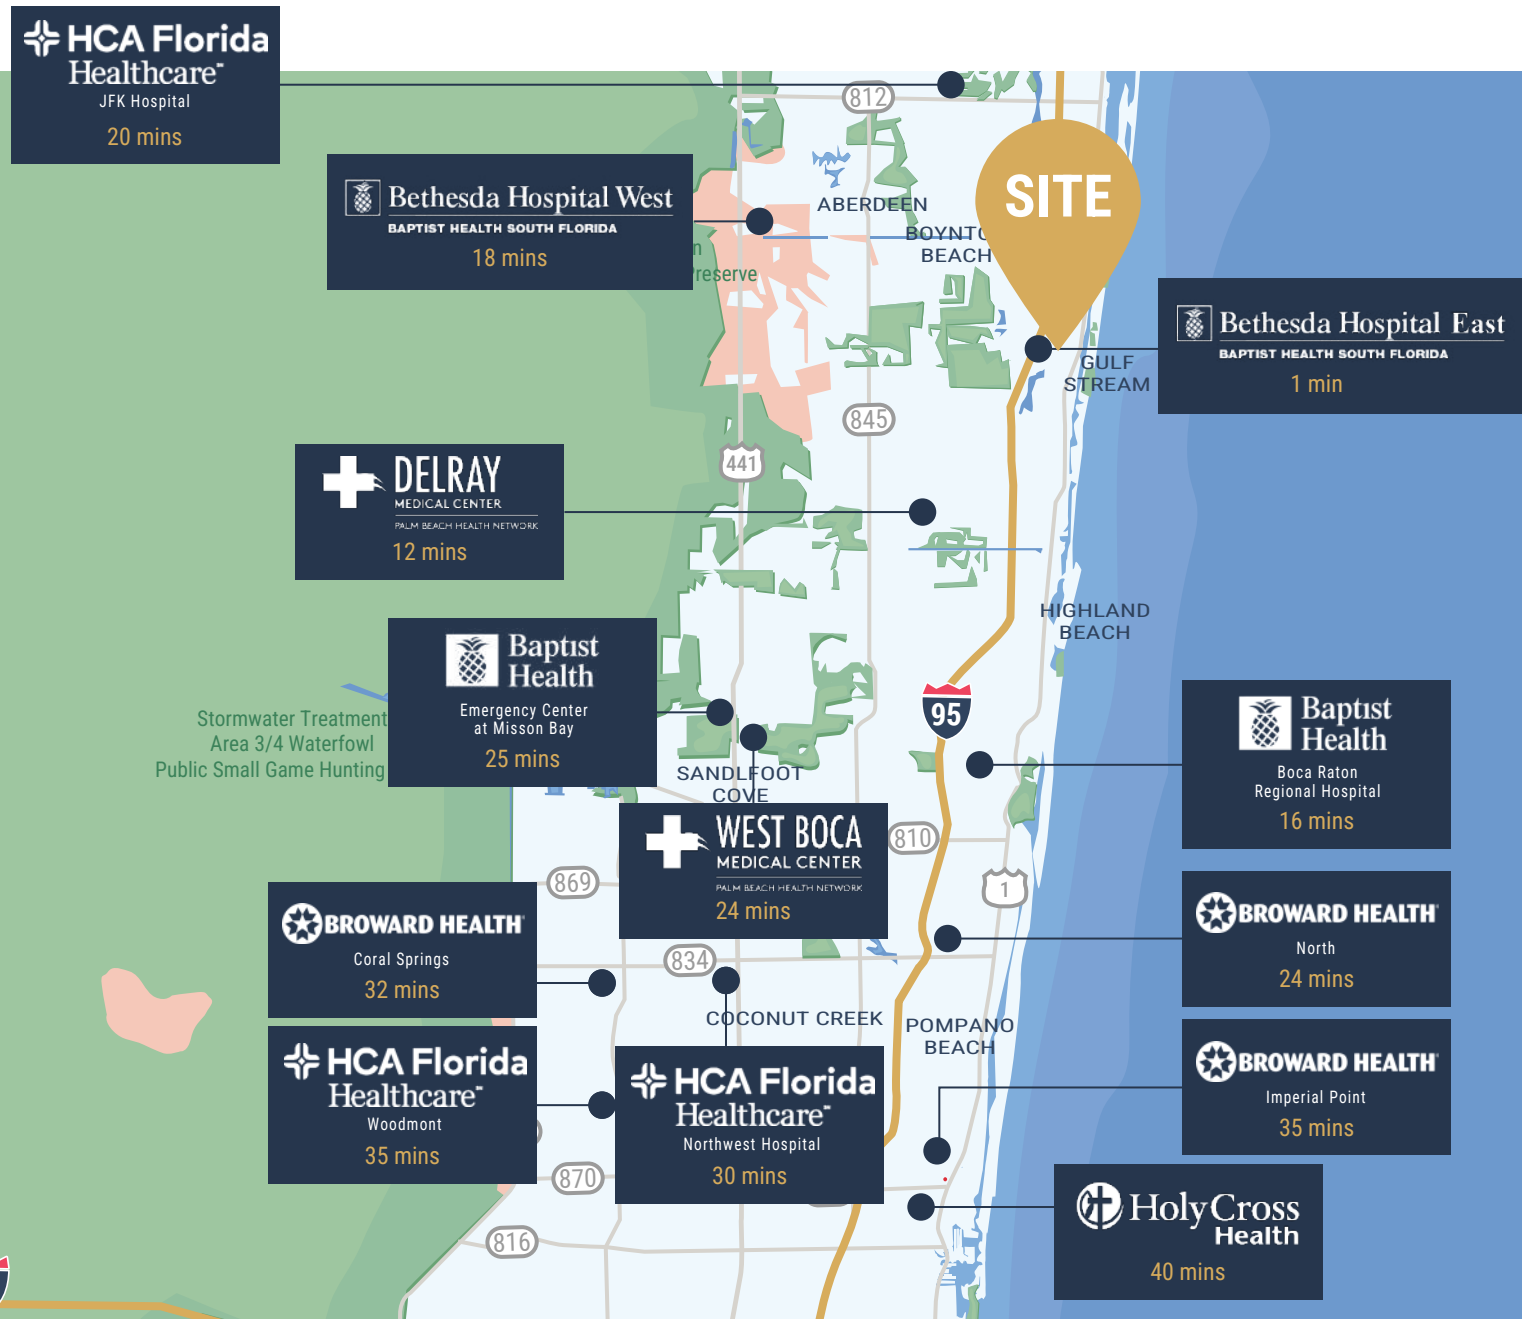 HCA Florida
Healthcare™
JFK Hospital
20 mins
812
Bethesda Hospital West
BAPTIST HEALTH SOUTH FLORIDA
18 mins
n
reserve
ABERDEEN
BOYNTO
BEACH
SITE
Bethesda Hospital East
BAPTIST HEALTH SOUTH FLORIDA
1 min
GULF
STREAM
845
441
DELRAY
MEDICAL CENTER
PALM BEACH HEALTH NETWORK
12 mins
HIGHLAND
BEACH
Baptist
Health
Emergency Center
at Misson Bay
25 mins
Stormwater Treatment
Area 3/4 Waterfowl
Public Small Game Hunting
95
SANDLFOOT
COVE
Baptist
Health
Boca Raton
Regional Hospital
16 mins
WEST BOCA
MEDICAL CENTER
PALM BEACH HEALTH NETWORK
24 mins
810
869
1
BROWARD HEALTH
Coral Springs
32 mins
BROWARD HEALTH
North
24 mins
834
COCONUT CREEK
POMPANO
BEACH
HCA Florida
Healthcare™
Woodmont
35 mins
HCA Florida
Healthcare™
Northwest Hospital
30 mins
BROWARD HEALTH
Imperial Point
35 mins
870
816
HolyCross
Health
40 mins